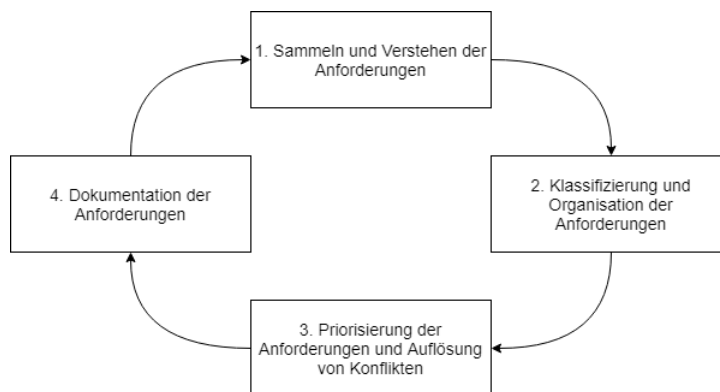 1. Sammeln und Verstehen der
Anforderungen
2. Klassifizierung und
Organisation der
Anforderungen
3. Priorisierung der
Anforderungen und Auflösung
von Konflikten
4. Dokumentation der
Anforderungen